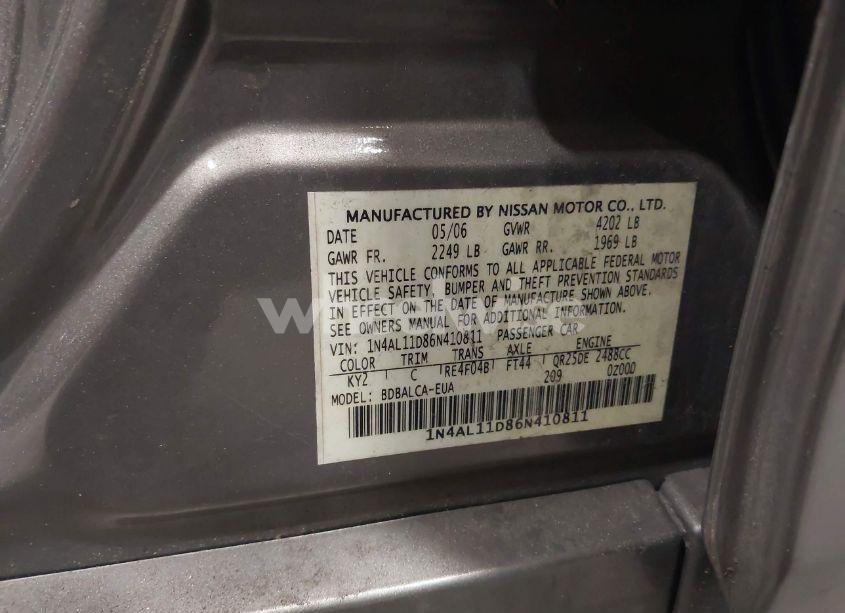 MANUFACTURED BY NISSAN MOTOR CO., LTD.
DATE 05/06 GVWR 4202 LB
GAWR FR. 2249 LB GAWR RR. 1969 LB
THIS VEHICLE CONFORMS TO ALL APPLICABLE FEDERAL MOTOR
VEHICLE SAFETY, BUMPER AND THEFT PREVENTION STANDARDS
IN EFFECT ON THE DATE OF MANUFACTURE SHOWN ABOVE.
SEE OWNERS MANUAL FOR ADDITIONAL INFORMATION.
VIN: 1N4AL11D86N410811 PASSENGER CAR
COLOR TRIM TRANS AXLE ENGINE
KY2 C RE4F04B FT44 QR25DE 2488CC
209 0Z00D
MODEL: BDBALCA-EUA
1N4AL11D86N410811